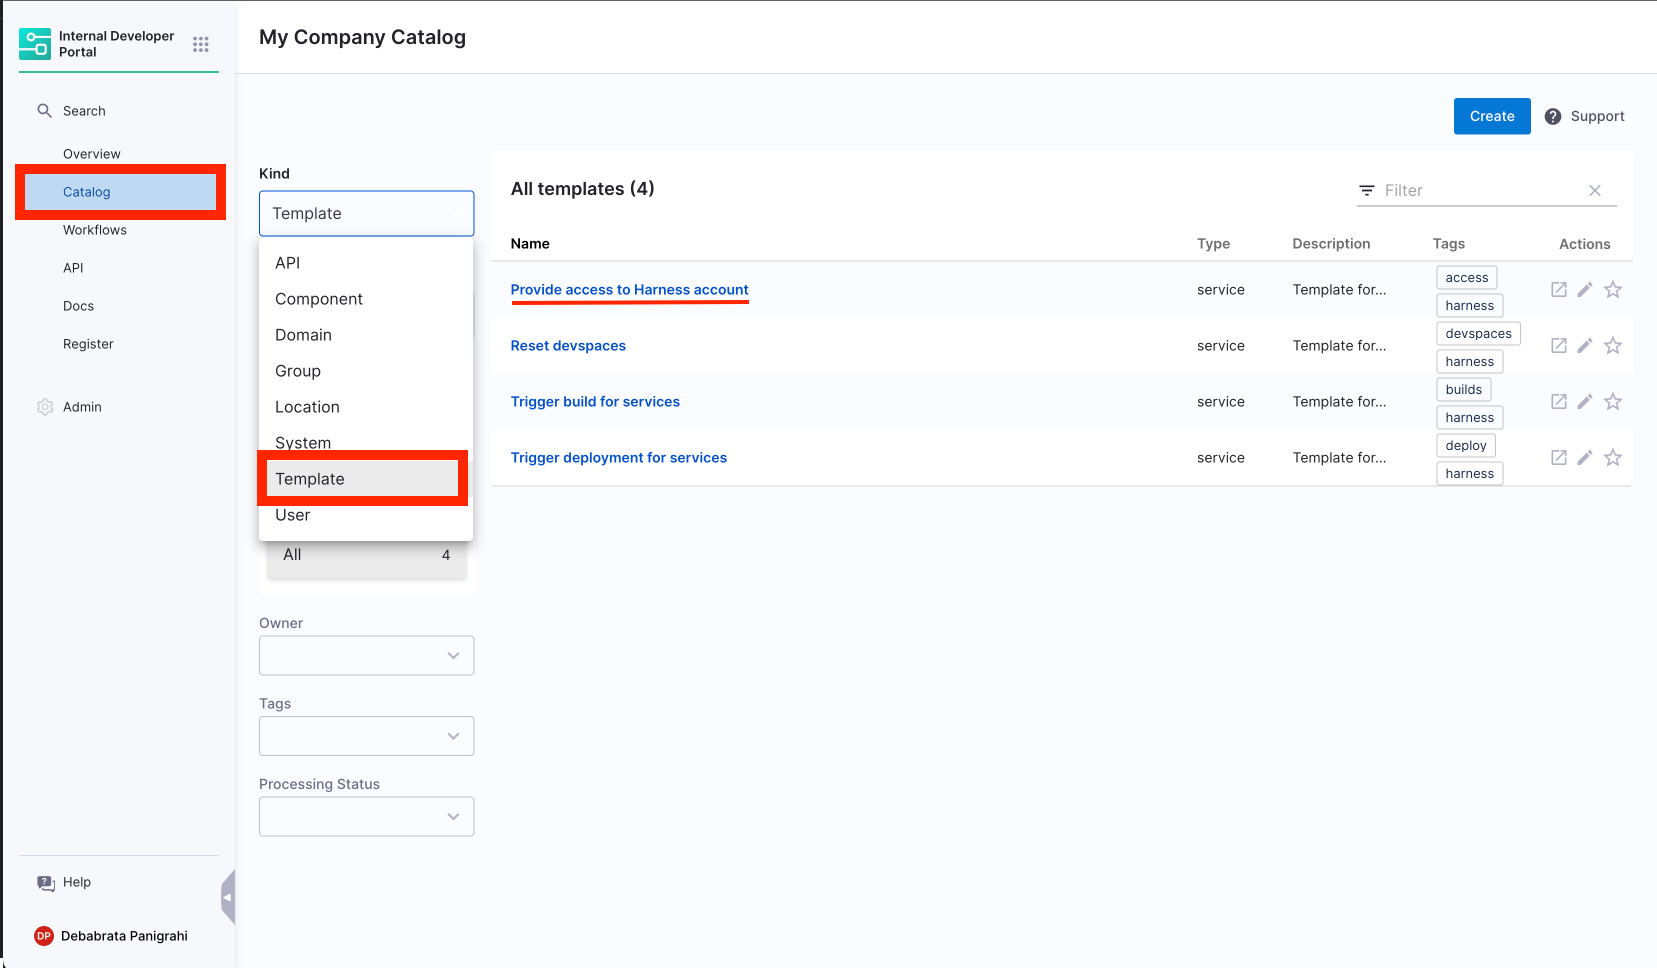 Internal Developer
Portal
Search
Overview
Catalog
Workflows
API
Docs
Register
Admin
Help
DP
Debabrata Panigrahi
My Company Catalog
Create
? Support
Kind
Template
API
Component
Domain
Group
Location
System
Template
User
All 4
Owner
Tags
Processing Status
All templates (4)
Filter
Name Type Description Tags Actions
Provide access to Harness account service Template for... access
harness
Reset devspaces service Template for... devspaces
harness
Trigger build for services service Template for... builds
harness
Trigger deployment for services service Template for... deploy
harness